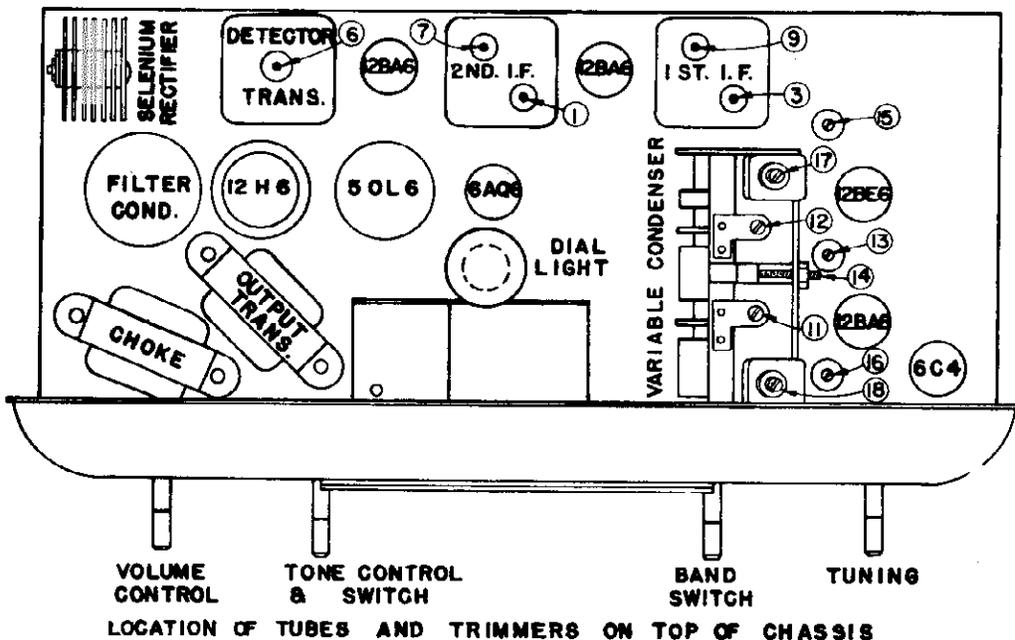 DETECTOR
TRANS.
6
7
9
12BA6
2ND. I.F.
12BA6
1 ST. I.F.
1
3
SELENIUM
RECTIFIER
15
17
FILTER
COND.
12H6
50L6
6AQ6
VARIABLE CONDENSER
12BE6
12
13
14
DIAL
LIGHT
OUTPUT
TRANS.
CHOKE
11
12BA6
16
18
6C4
VOLUME
CONTROL
TONE CONTROL
& SWITCH
BAND
SWITCH
TUNING
LOCATION OF TUBES AND TRIMMERS ON TOP OF CHASSIS